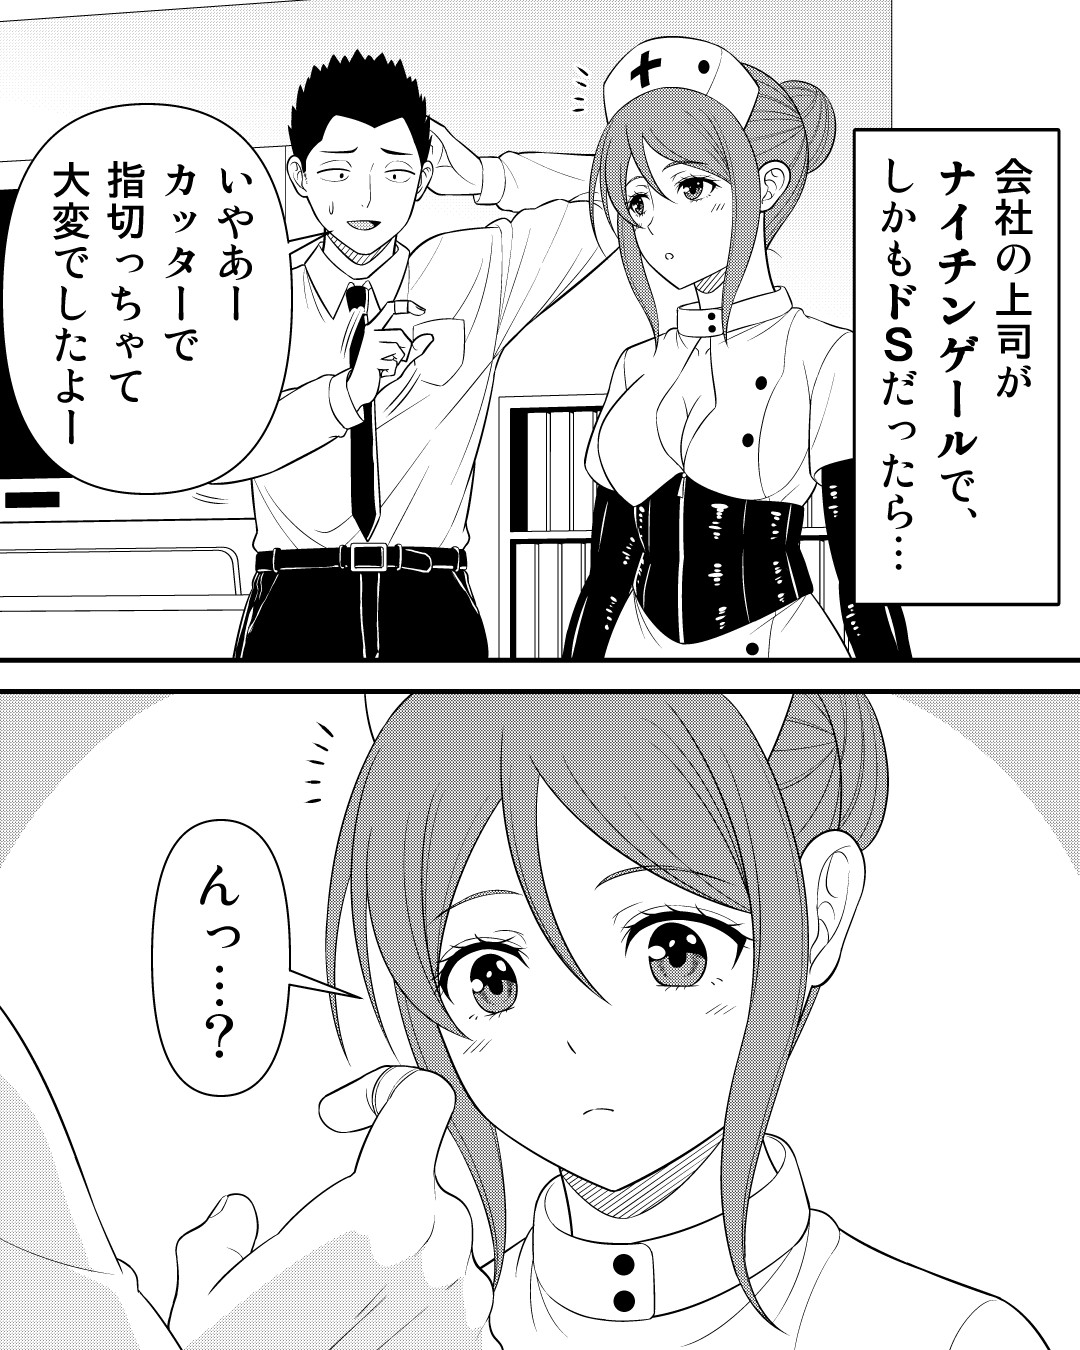 会社の上司が
ナイチンゲールで、
しかもドSだったら…
いやあー
カッターで
指切っちゃて
大変でしたよー
んっ…?